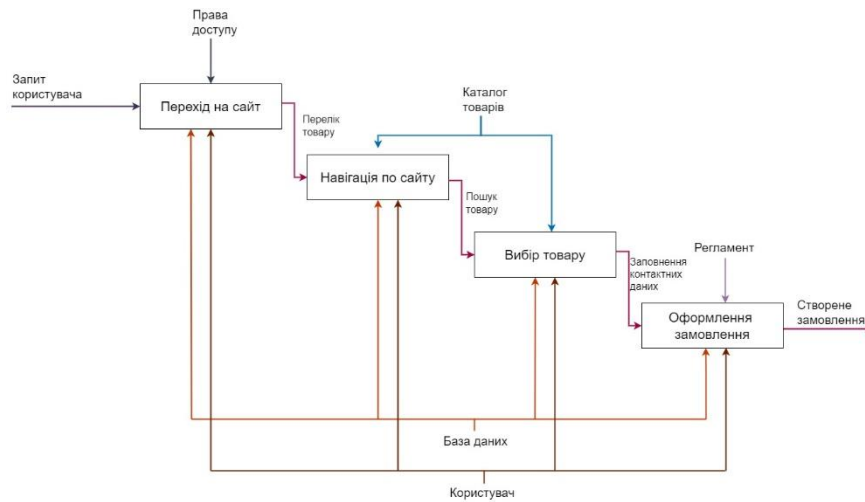 Права
доступу
Запит
користувача
Перехід на сайт
Каталог
товарів
Перелік
товару
Навігація по сайту
Пошук
товару
Вибір товару
Заповнення
контактних
даних
Регламент
Оформлення
замовлення
Створене
замовлення
База даних
Користувач